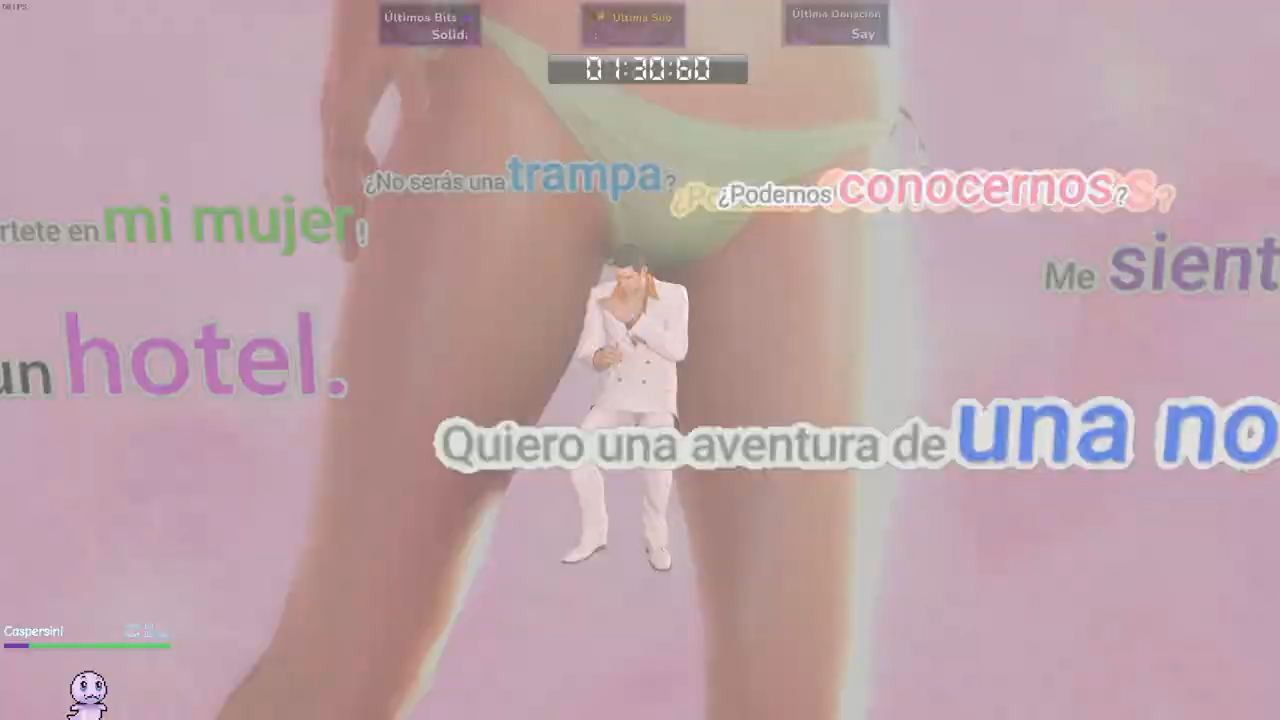 Últimos Bits
Solid.
Última Sub
:
Última Donación
Say
01:30:60
¿No serás una trampa?
¿Podemos conocernos?
rtete en mi mujer!
Me sient
un hotel.
Quiero una aventura de una no
Caspersini